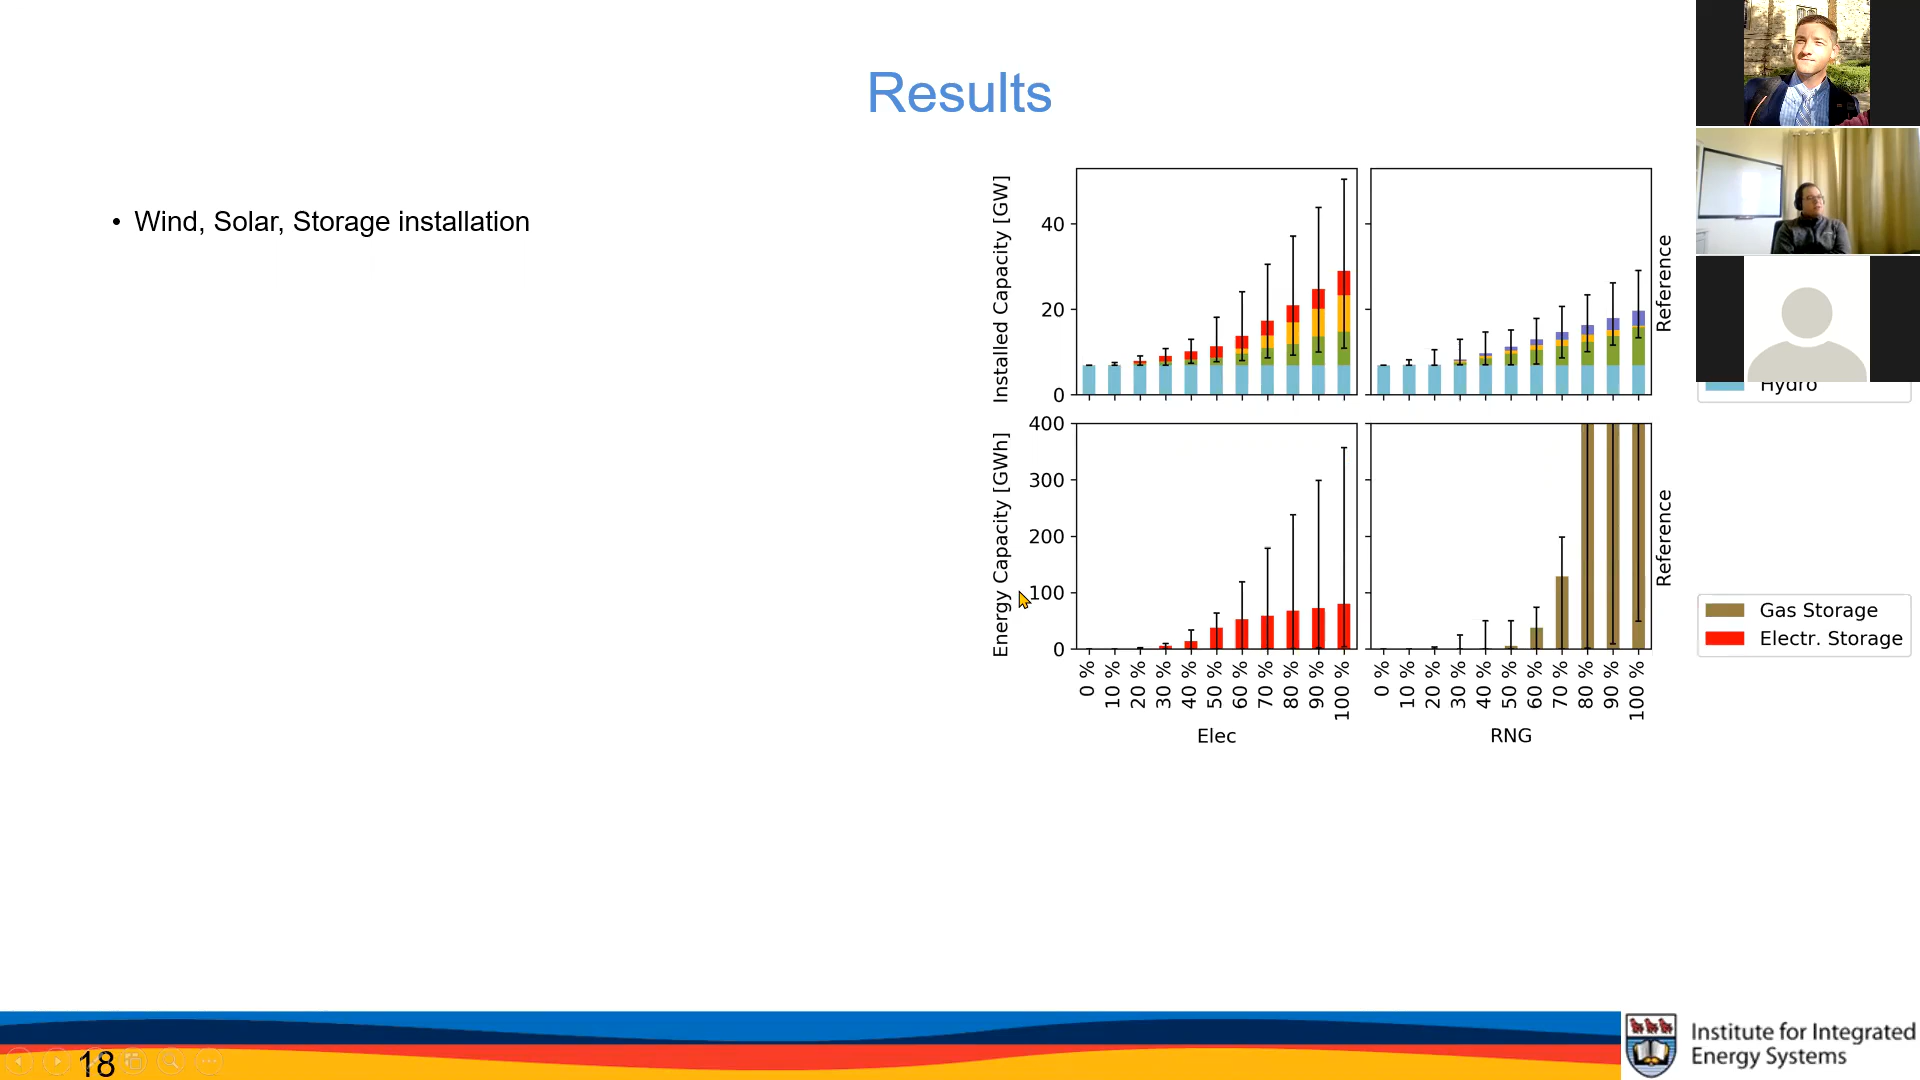 Results
• Wind, Solar, Storage installation
Installed Capacity [GW]
40
20
0
Reference
Hydro
Energy Capacity [GWh]
400
300
200
100
0
Reference
Gas Storage
Electr. Storage
0 % 10 % 20 % 30 % 40 % 50 % 60 % 70 % 80 % 90 % 100 %
0 % 10 % 20 % 30 % 40 % 50 % 60 % 70 % 80 % 90 % 100 %
Elec
RNG
18
Institute for Integrated
Energy Systems